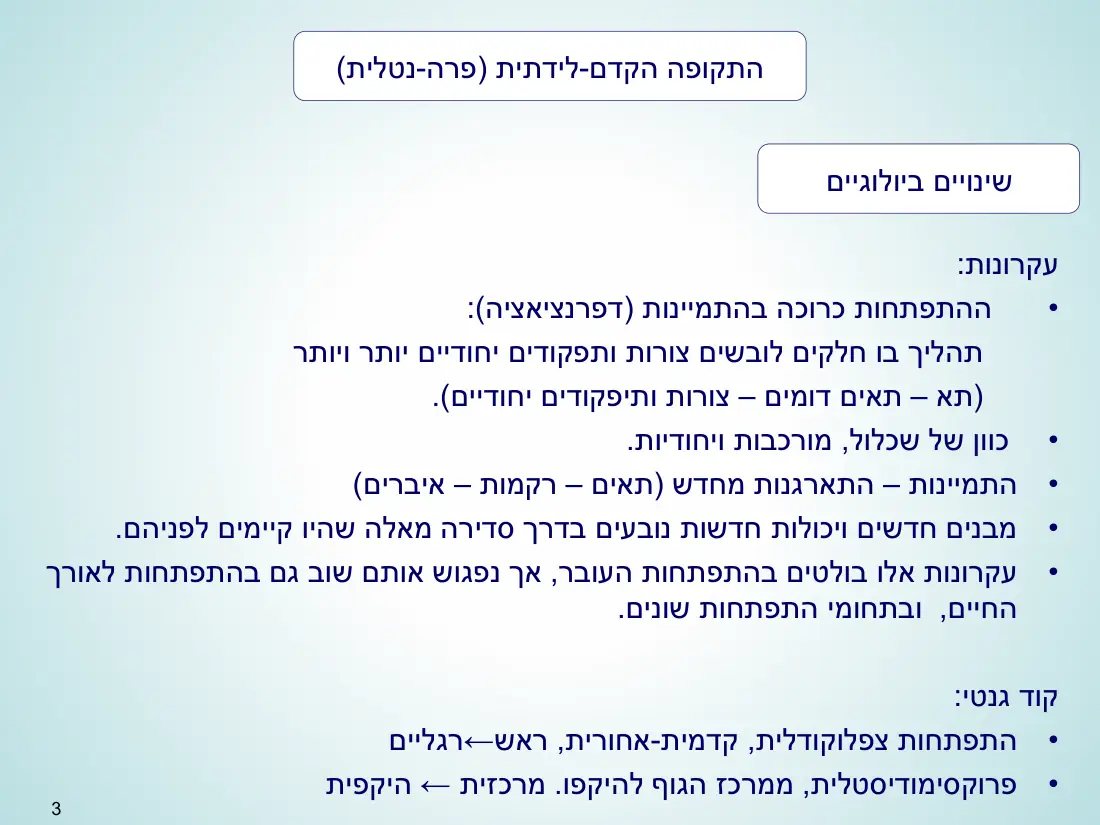 התקופה הקדם-לידתית (פרה-נטלית)
שינויים ביולוגיים
עקרונות:
• ההתפתחות כרוכה בהתמיינות (דפרנציאציה):
תהליך בו חלקים לובשים צורות ותפקודים יחודיים יותר ויותר
(תא – תאים דומים – צורות ותיפקודים יחודיים).
• כוון של שכלול, מורכבות ויחודיות.
• התמיינות – התארגנות מחדש (תאים – רקמות – איברים)
• מבנים חדשים ויכולות חדשות נובעים בדרך סדירה מאלה שהיו קיימים לפניהם.
• עקרונות אלו בולטים בהתפתחות העובר, אך נפגוש אותם שוב גם בהתפתחות לאורך
החיים, ובתחומי התפתחות שונים.
קוד גנטי:
• התפתחות צפלוקודלית, קדמית-אחורית, ראש←רגליים
• פרוקסימודיסטלית, ממרכז הגוף להיקפו. מרכזית ← היקפית
3